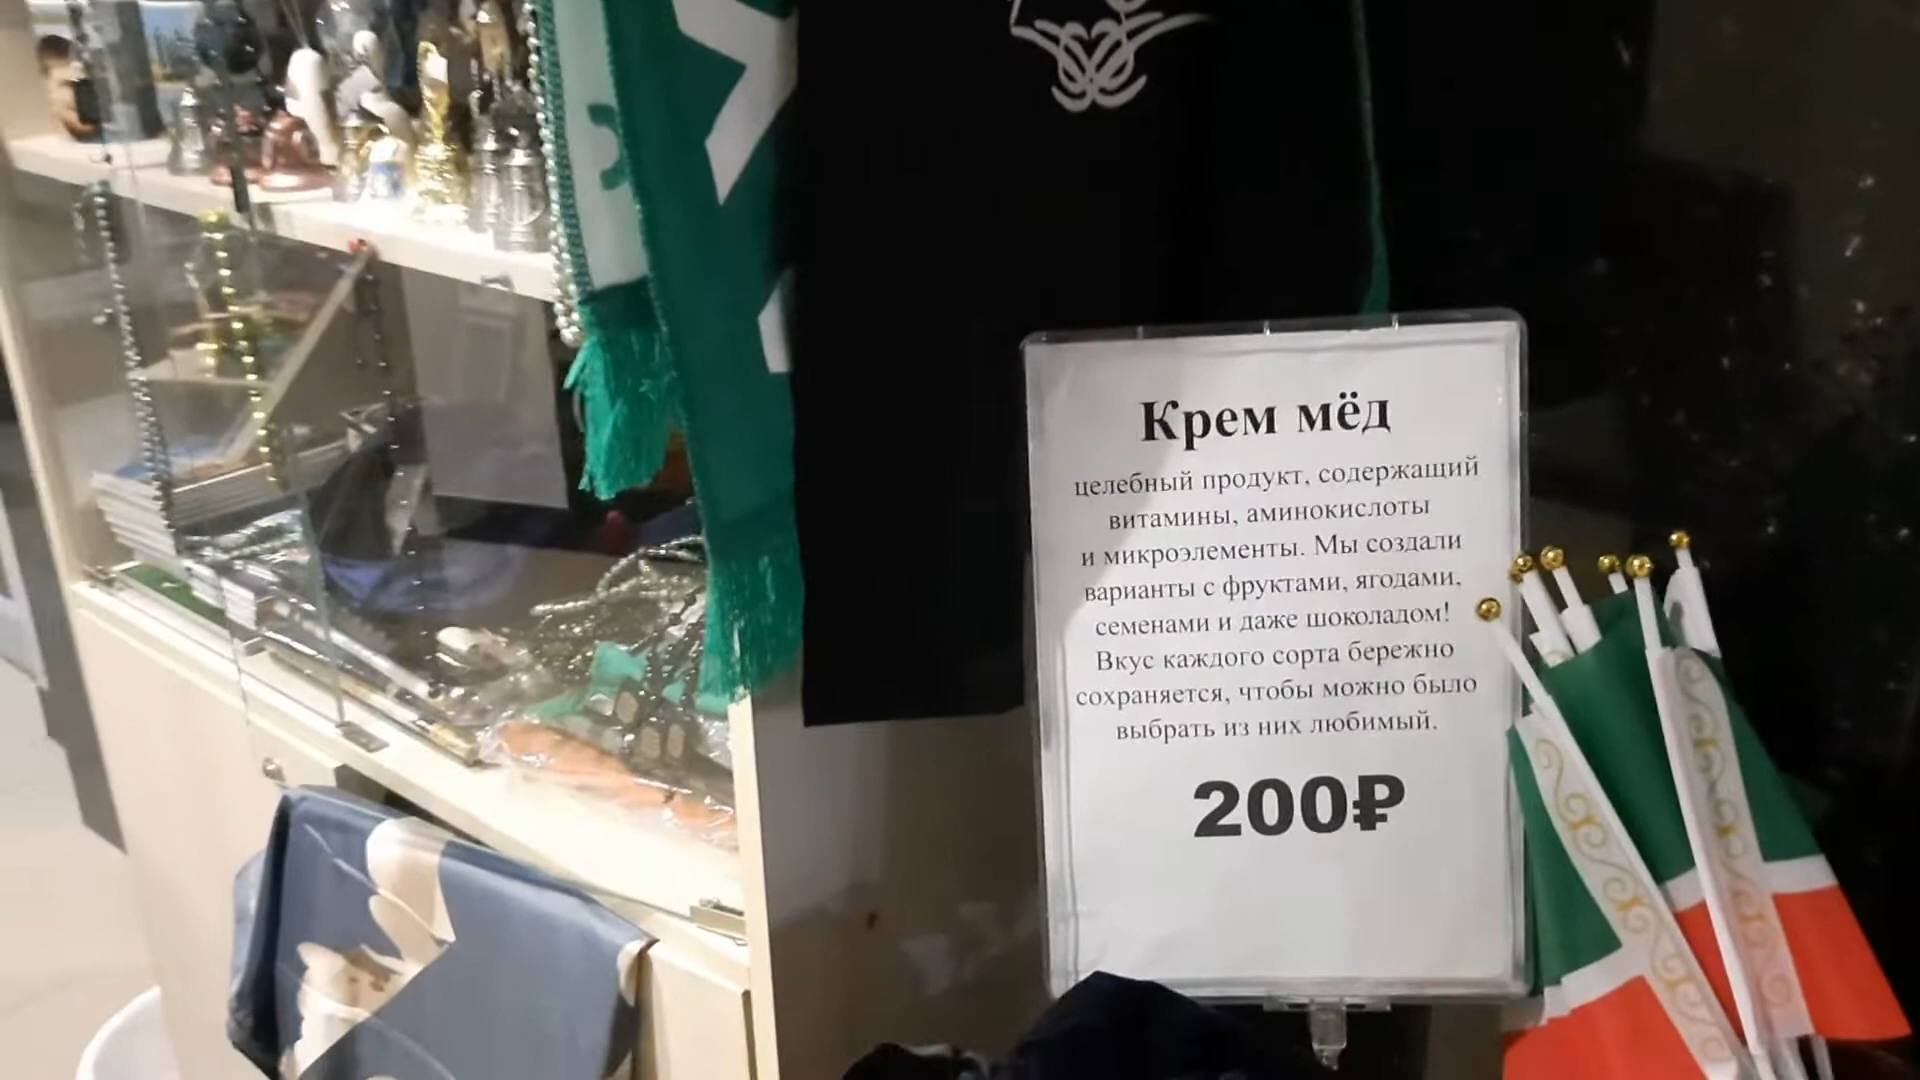 Крем мёд
целебный продукт, содержащий
витамины, аминокислоты
и микроэлементы. Мы создали
варианты с фруктами, ягодами,
семенами и даже шоколадом!
Вкус каждого сорта бережно
сохраняется, чтобы можно было
выбрать из них любимый.
200₽